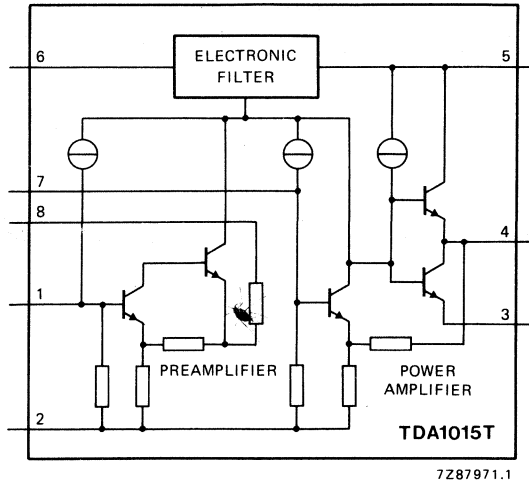 ELECTRONIC
FILTER
6
5
7
8
4
1
3
PREAMPLIFIER
POWER
AMPLIFIER
2
TDA1015T
7Z87971.1